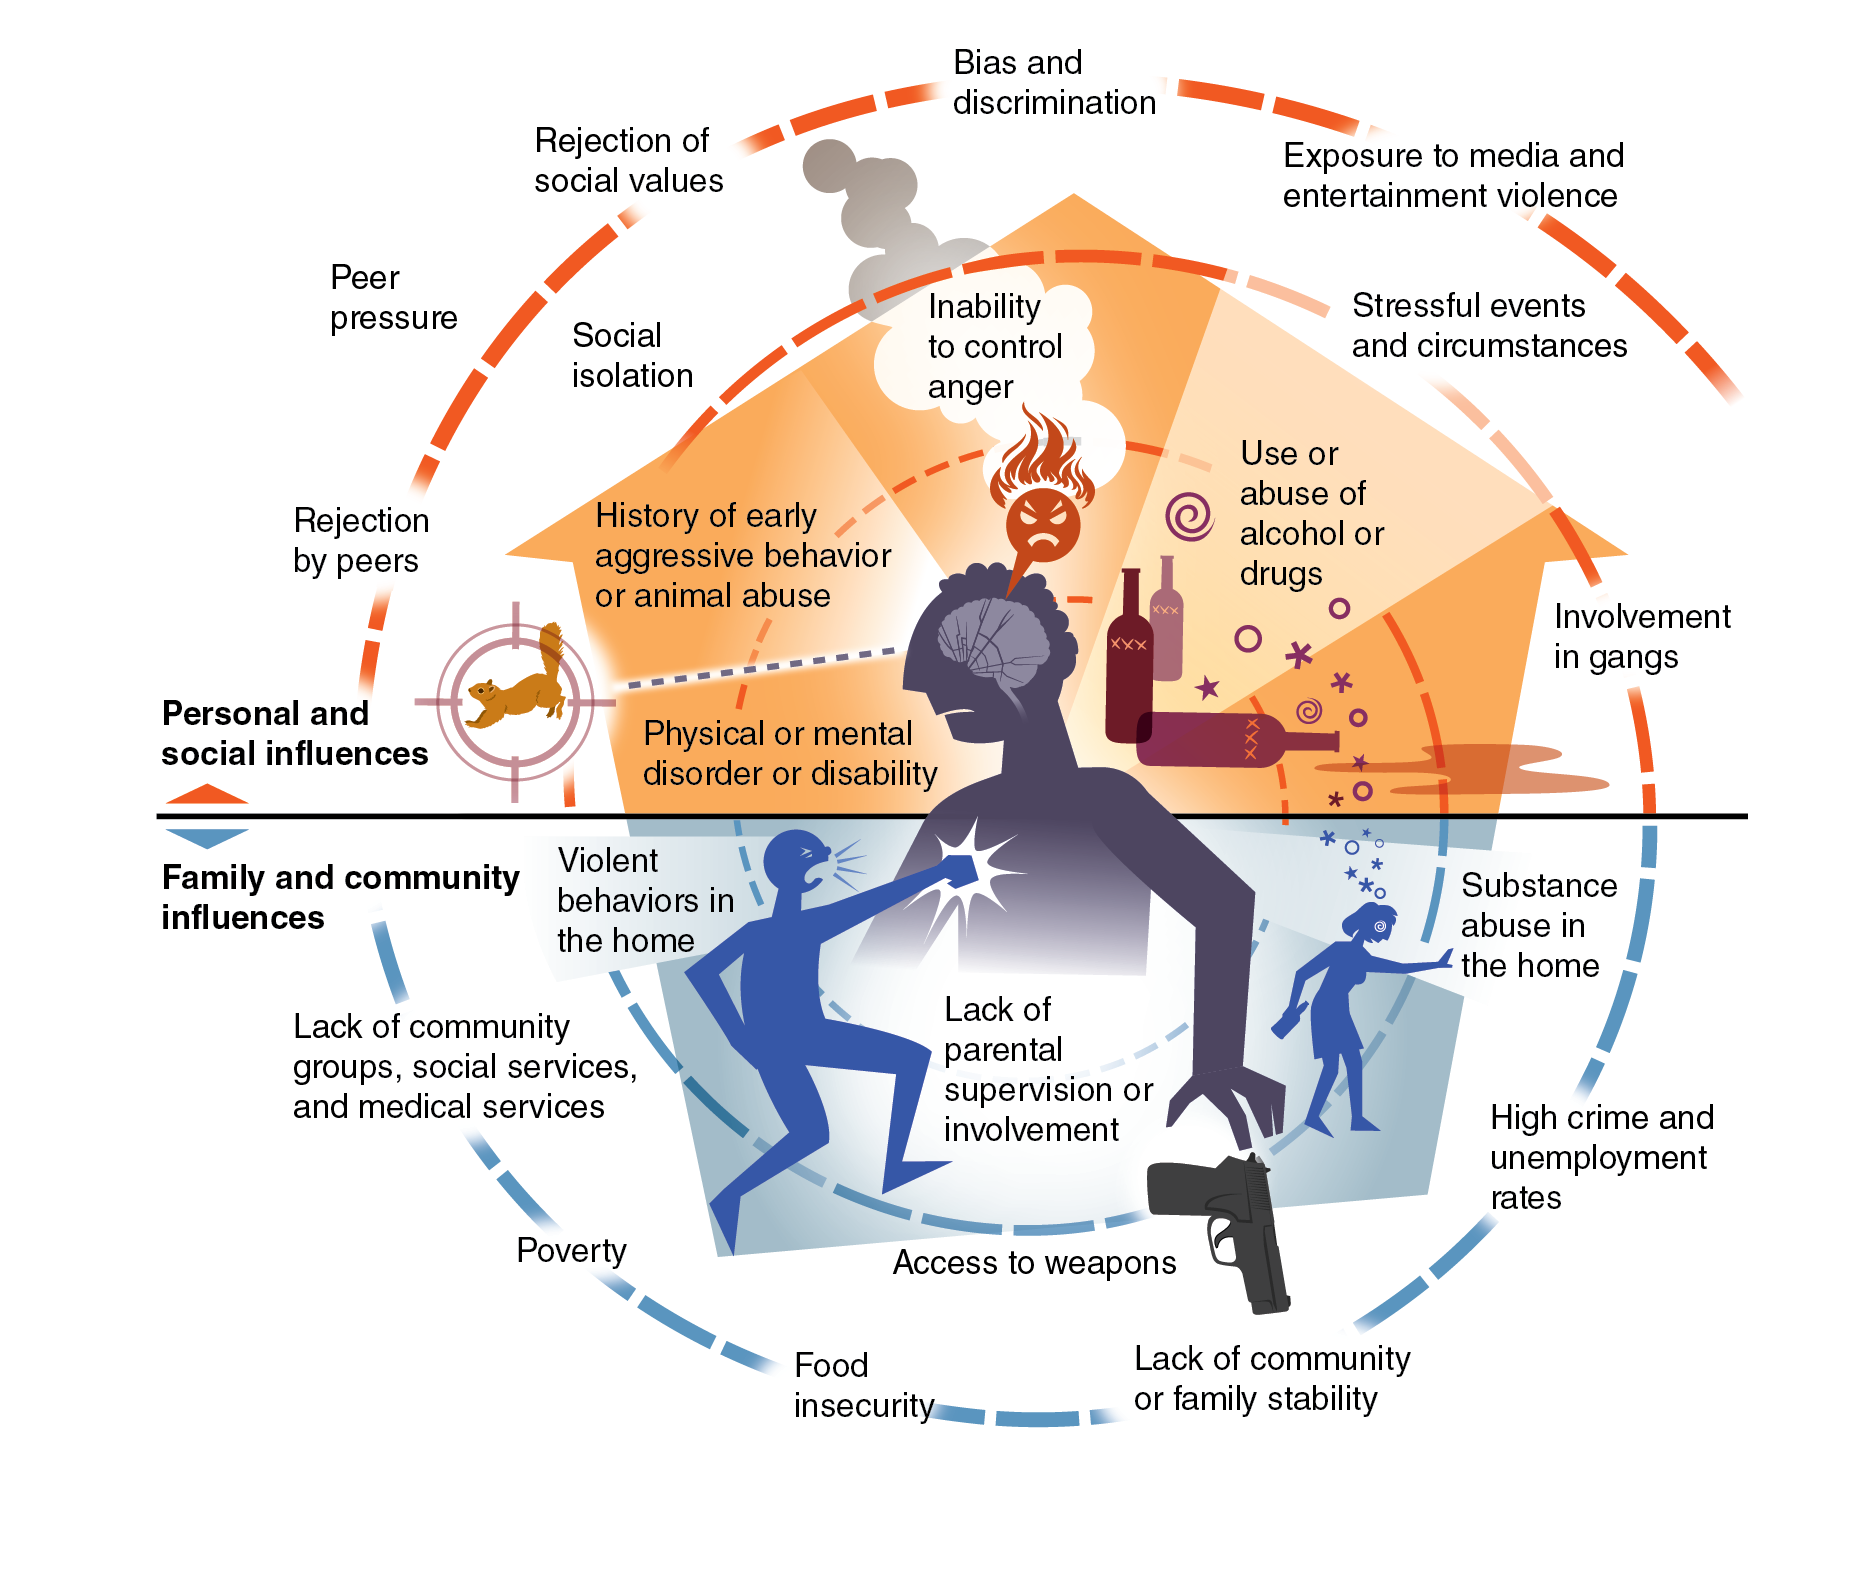 Bias and
discrimination
Rejection of
social values
Exposure to media and
entertainment violence
Peer
pressure
Social
isolation
Inability
to control
anger
Stressful events
and circumstances
Use or
abuse of
alcohol or
drugs
History of early
aggressive behavior
or animal abuse
Rejection
by peers
XXX
XXX
Involvement
in gangs
Personal and
social influences
Physical or mental
disorder or disability
XXX
Family and community
influences
Violent
behaviors in
the home
Substance
abuse in
the home
Lack of community
groups, social services,
and medical services
Lack of
parental
supervision or
involvement
High crime and
unemployment
rates
Poverty
Access to weapons
Food
insecurity
Lack of community
or family stability